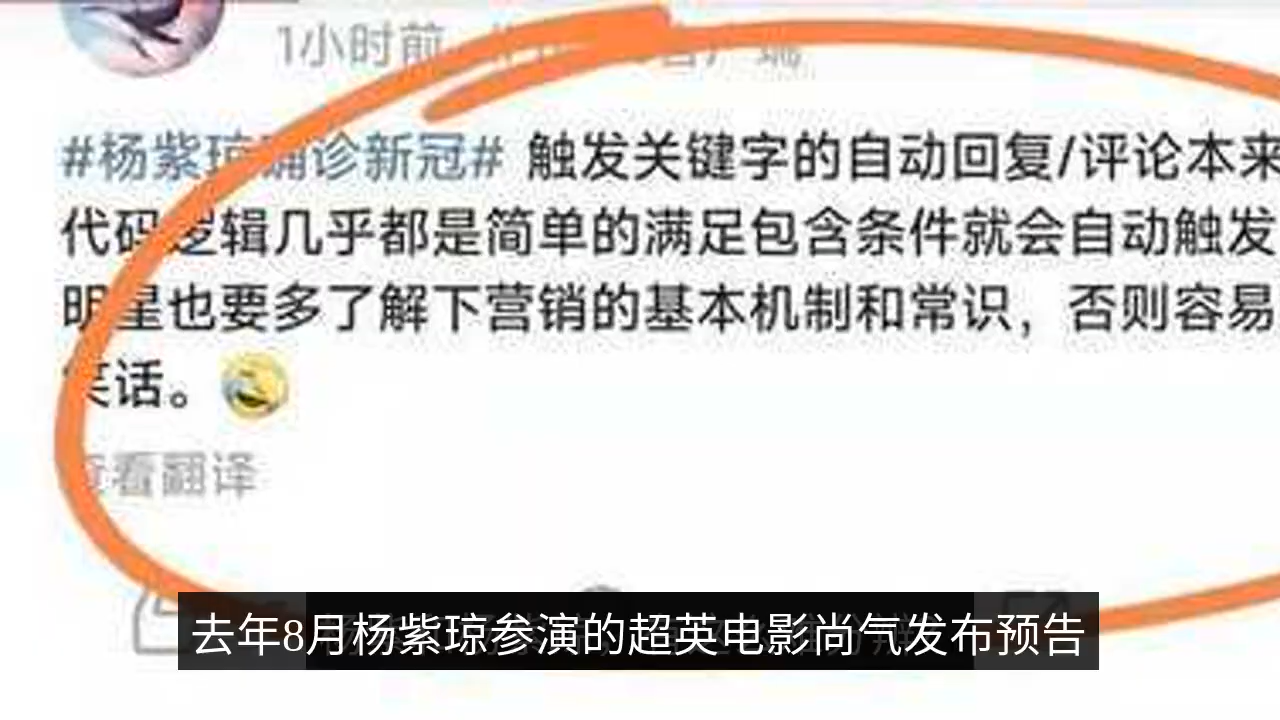 1小时前
#杨紫琼确诊新冠# 触发关键字的自动回复/评论本来
代码逻辑几乎都是简单的满足包含条件就会自动触发
明星也要多了解下营销的基本机制和常识，否则容易
笑话。
查看翻译
去年8月杨紫琼参演的超英电影尚气发布预告